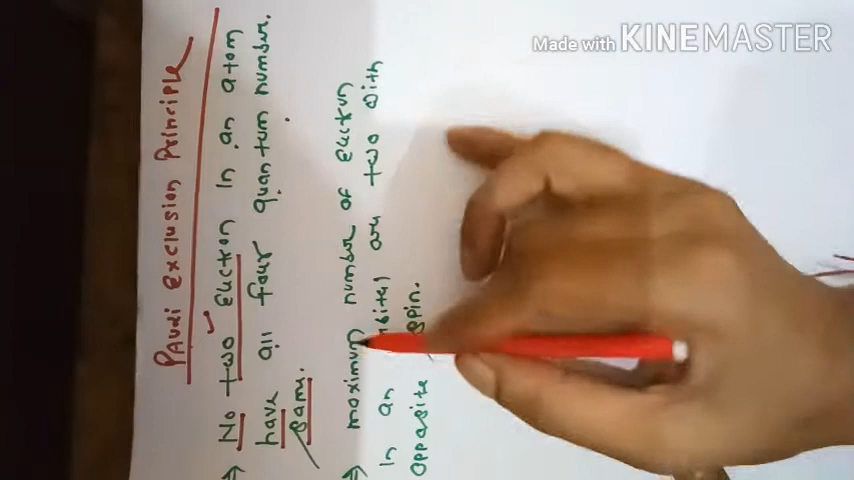 Made with KINEMASTER
PAuli Exclusion Principle
⇒ No two Electron In an atom
have all four quantum number.
same.
⇒ maximum number of Electron
In an orbital are two with
opposite spin.